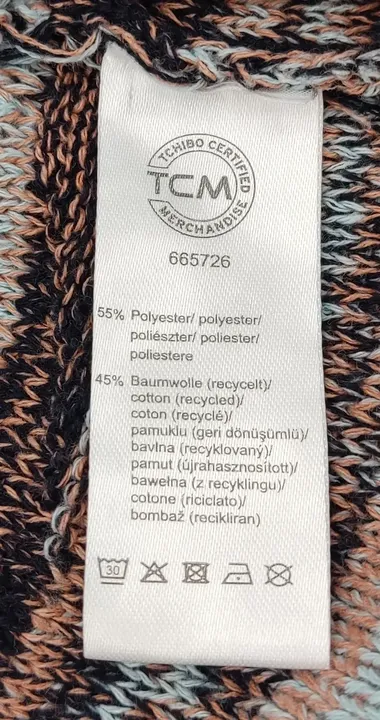 TCHIBO CERTIFIED
TCM
MERCHANDISE
665726
55% Polyester/ polyester/
poliészter/ poliester/
poliestere
45% Baumwolle (recycelt)/
cotton (recycled)/
coton (recyclé)/
pamuklu (geri dönüşümlü)/
bavlna (recyklovaný)/
pamut (újrahasznosított)/
bawełna (z recyklingu)/
cotone (riciclato)/
bombaž (recikliran)
30